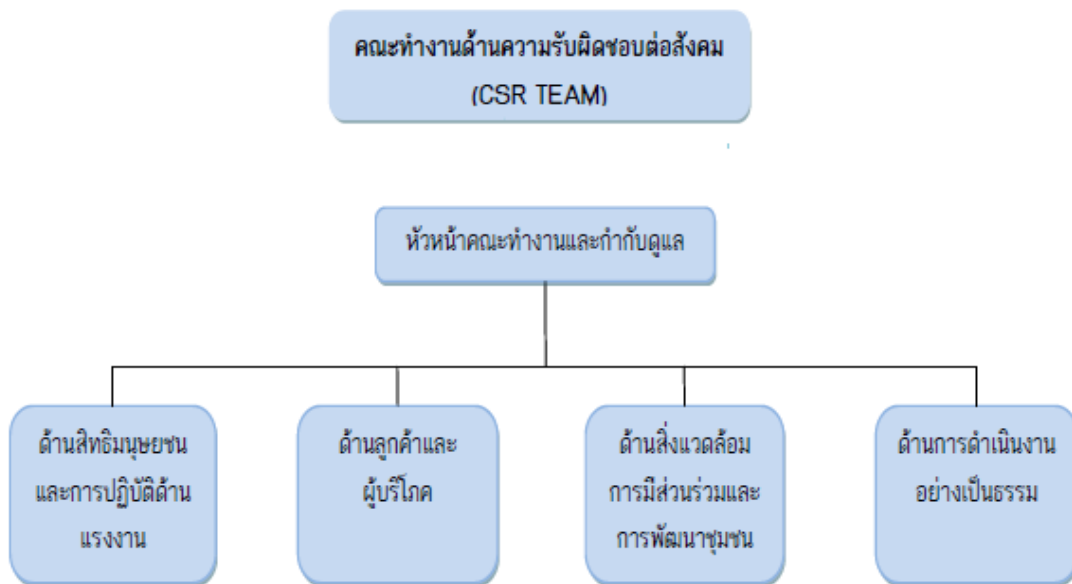 คณะทำงานด้านความรับผิดชอบต่อสังคม
(CSR TEAM)
หัวหน้าคณะทำงานและกำกับดูแล
ด้านสิทธิมนุษยชน
และการปฏิบัติด้าน
แรงงาน
ด้านลูกค้าและ
ผู้บริโภค
ด้านสิ่งแวดล้อม
การมีส่วนร่วมและ
การพัฒนาชุมชน
ด้านการดำเนินงาน
อย่างเป็นธรรม